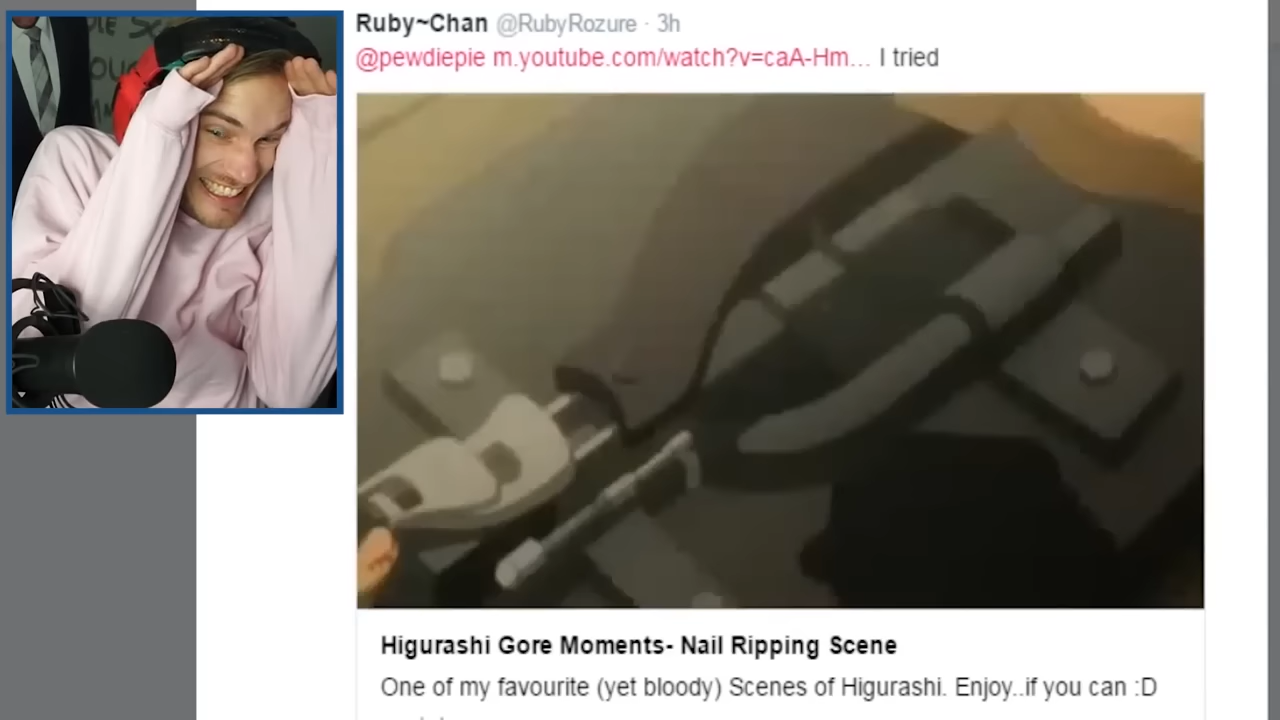 Ruby~Chan @RubyRozure · 3h
@pewdiepie m.youtube.com/watch?v=caA-Hm... I tried
Higurashi Gore Moments- Nail Ripping Scene
One of my favourite (yet bloody) Scenes of Higurashi. Enjoy..if you can :D